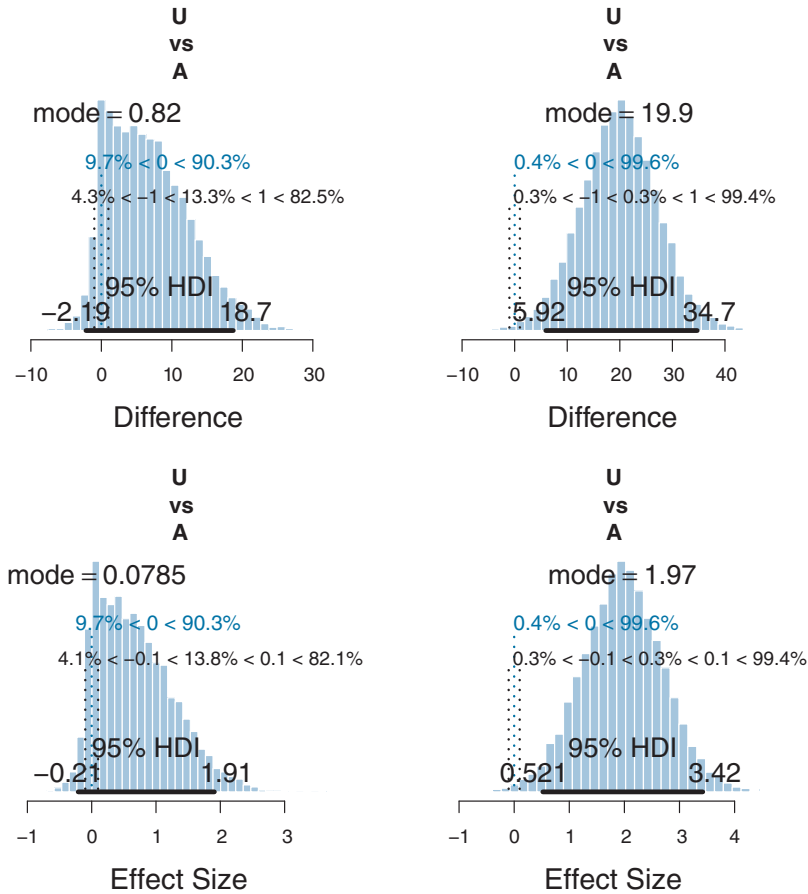 U
vs
A
mode = 0.82
9.7% < 0 < 90.3%
4.3% < −1 < 13.3% < 1 < 82.5%
95% HDI
−2.19 18.7
−10 0 10 20 30
Difference
U
vs
A
mode = 19.9
0.4% < 0 < 99.6%
0.3% < −1 < 0.3% < 1 < 99.4%
95% HDI
5.92 34.7
−10 0 10 20 30 40
Difference
U
vs
A
mode = 0.0785
9.7% < 0 < 90.3%
4.1% < −0.1 < 13.8% < 0.1 < 82.1%
95% HDI
−0.21 1.91
−1 0 1 2 3
Effect Size
U
vs
A
mode = 1.97
0.4% < 0 < 99.6%
0.3% < −0.1 < 0.3% < 0.1 < 99.4%
95% HDI
0.521 3.42
−1 0 1 2 3 4
Effect Size